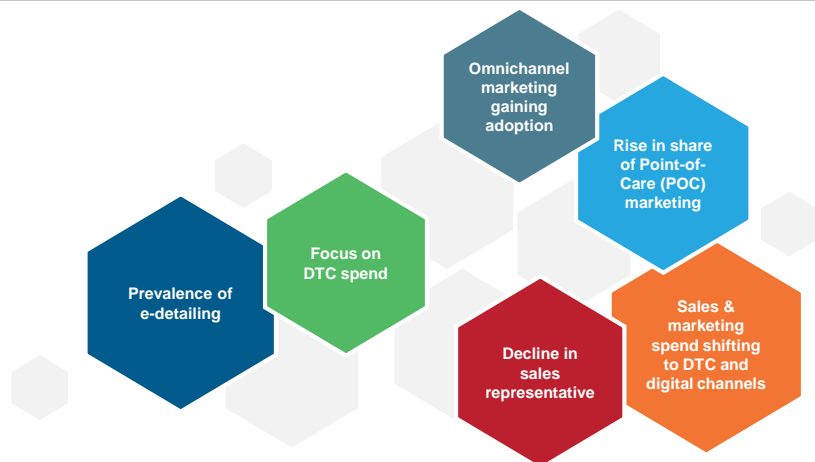 Omnichannel
marketing
gaining
adoption
Rise in share
of Point-of-
Care (POC)
marketing
Focus on
DTC spend
Prevalence of
e-detailing
Sales &
marketing
spend shifting
to DTC and
digital channels
Decline in
sales
representative